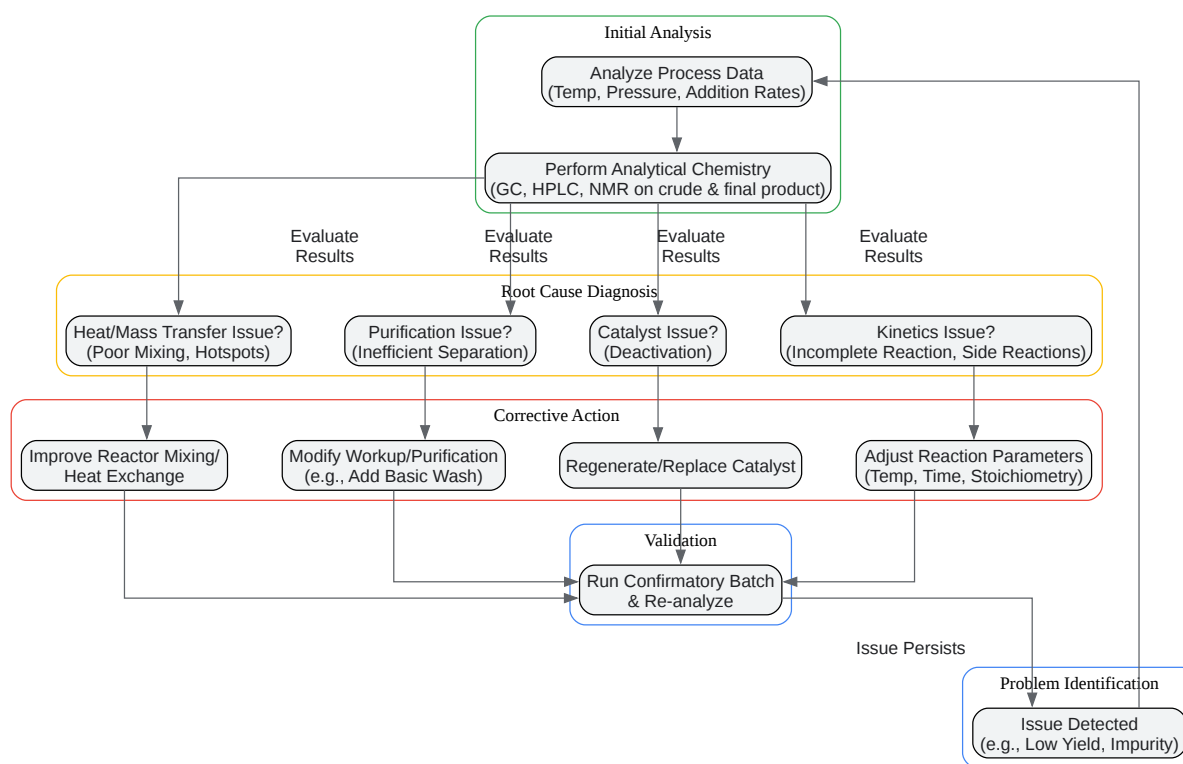 Initial Analysis
Analyze Process Data
(Temp, Pressure, Addition Rates)
Perform Analytical Chemistry
(GC, HPLC, NMR on crude & final product)
Evaluate
Results
Evaluate
Results
Evaluate
Results
Evaluate
Results
Root Cause Diagnosis
Heat/Mass Transfer Issue?
(Poor Mixing, Hotspots)
Purification Issue?
(Inefficient Separation)
Catalyst Issue?
(Deactivation)
Kinetics Issue?
(Incomplete Reaction, Side Reactions)
Corrective Action
Improve Reactor Mixing/
Heat Exchange
Modify Workup/Purification
(e.g., Add Basic Wash)
Regenerate/Replace Catalyst
Adjust Reaction Parameters
(Temp, Time, Stoichiometry)
Validation
Run Confirmatory Batch
& Re-analyze
Issue Persists
Problem Identification
Issue Detected
(e.g., Low Yield, Impurity)